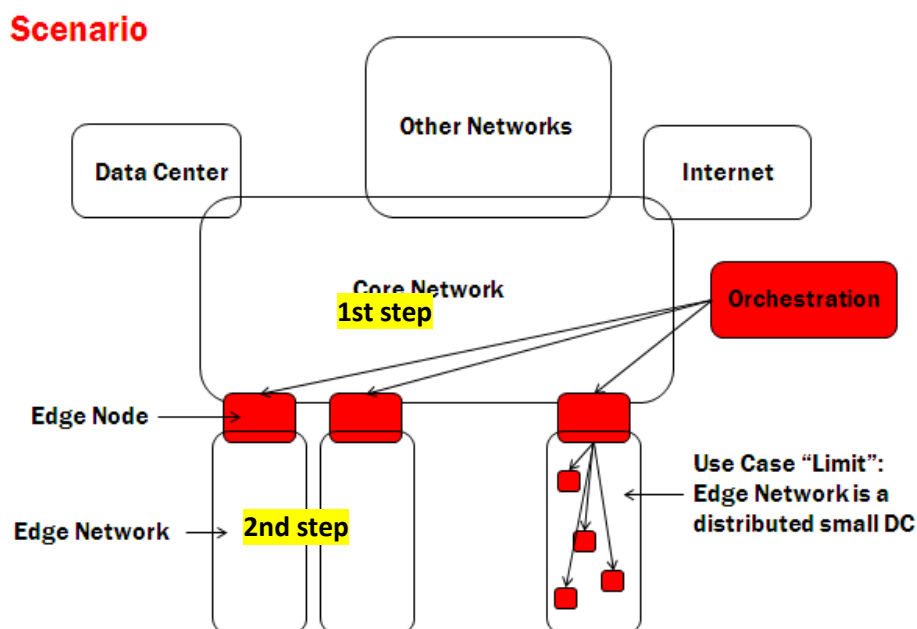 Scenario
Other Networks
Data Center
Internet
Core Network
1st step
Orchestration
Edge Node
Use Case “Limit”:
Edge Network is a
distributed small DC
Edge Network
2nd step